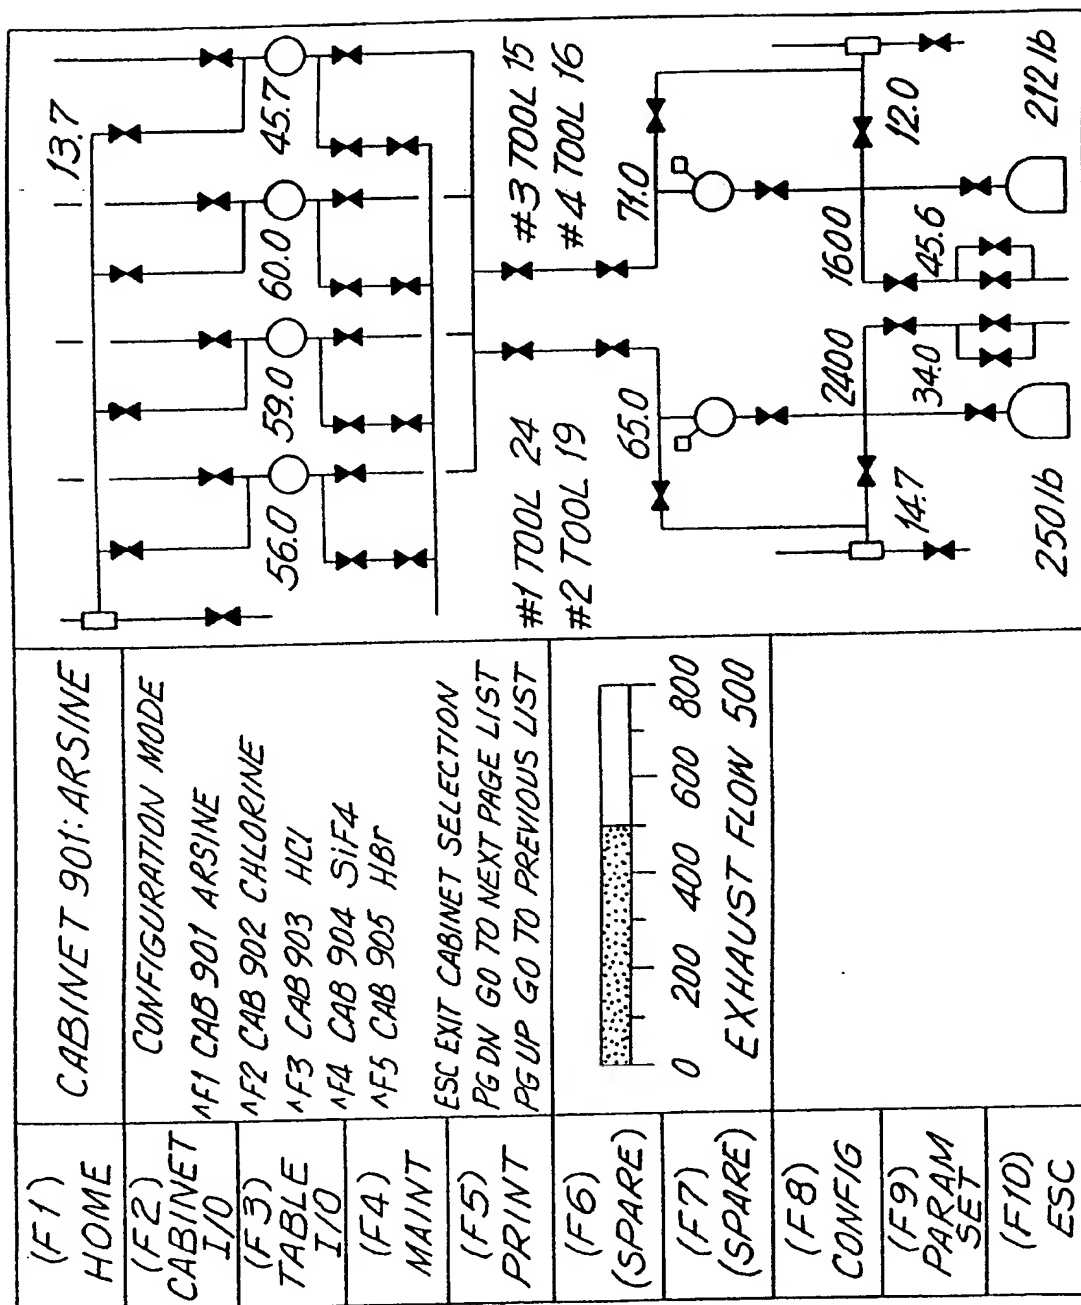 (F1)
HOME
(F2)
CABINET
I/O
(F3)
TABLE
I/O
(F4)
MAINT
(F5)
PRINT
(F6)
(SPARE)
(F7)
(SPARE)
(F8)
CONFIG
(F9)
PARAM
SET
(F10)
ESC
CABINET 901: ARSINE
CONFIGURATION MODE
^F1 CAB 901 ARSINE
^F2 CAB 902 CHLORINE
^F3 CAB 903 HCl
^F4 CAB 904 SiF4
^F5 CAB 905 HBr
ESC EXIT CABINET SELECTION
PG DN GO TO NEXT PAGE LIST
PG UP GO TO PREVIOUS LIST
0 200 400 600 800
EXHAUST FLOW 500
13.7
56.0 59.0 60.0 45.7
#1 TOOL 24
#2 TOOL 19
#3 TOOL 15
#4 TOOL 16
65.0 71.0
2400 1600
14.7 34.0 45.6 12.0
250 lb 212 lb